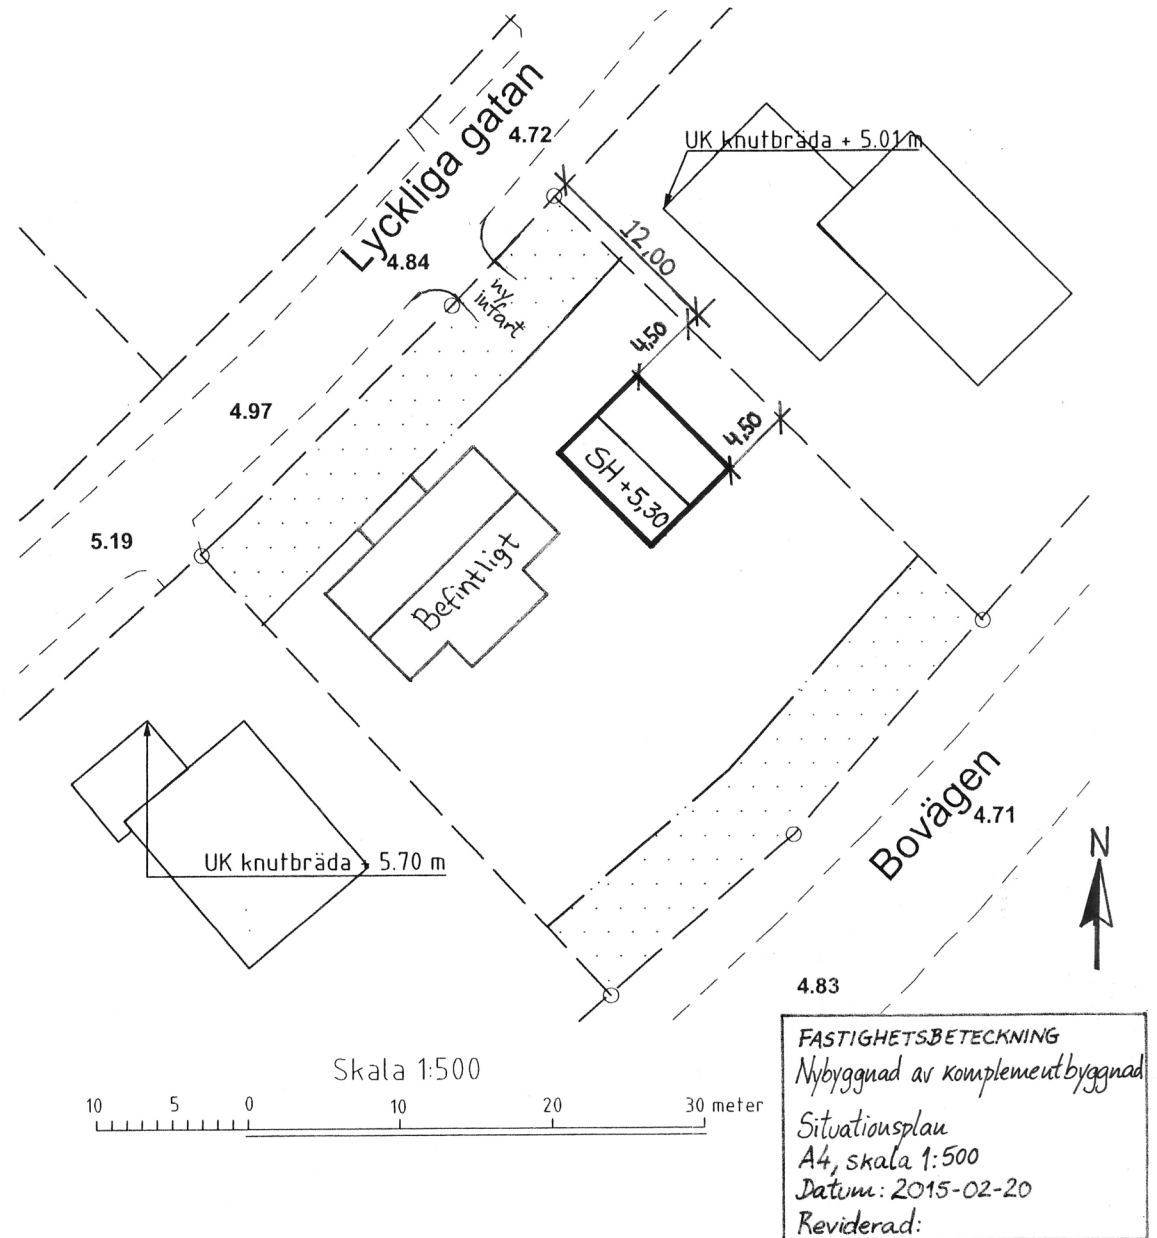 Lyckliga gatan
4.72
UK knutbräda + 5.01 m
4.84
12,00
ny.
infart
4,50
4.97
4,50
SH +5,30
5.19
Befintligt
Bovägen
4.71
N
UK knutbräda + 5.70 m
4.83
Skala 1:500
10 5 0 10 20 30 meter
FASTIGHETSBETECKNING
Nybyggnad av komplementbyggnad
Situationsplan
A4, skala 1:500
Datum: 2015-02-20
Reviderad: